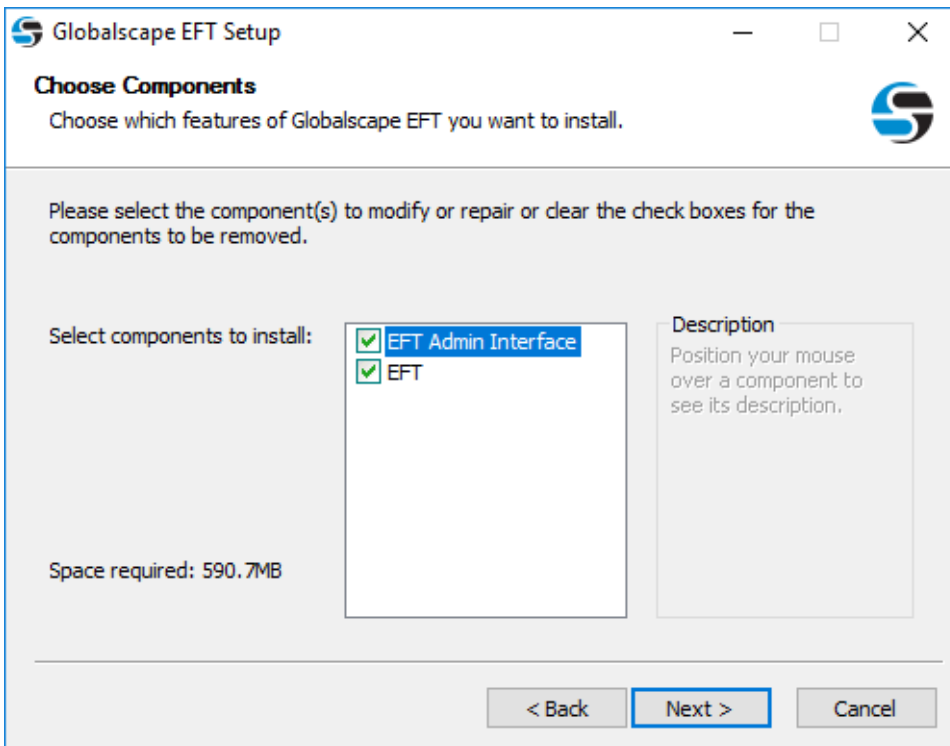 Globalscape EFT Setup
Choose Components
Choose which features of Globalscape EFT you want to install.
Please select the component(s) to modify or repair or clear the check boxes for the
components to be removed.
Select components to install:
EFT Admin Interface
EFT
Description
Position your mouse
over a component to
see its description.
Space required: 590.7MB
< Back
Next >
Cancel